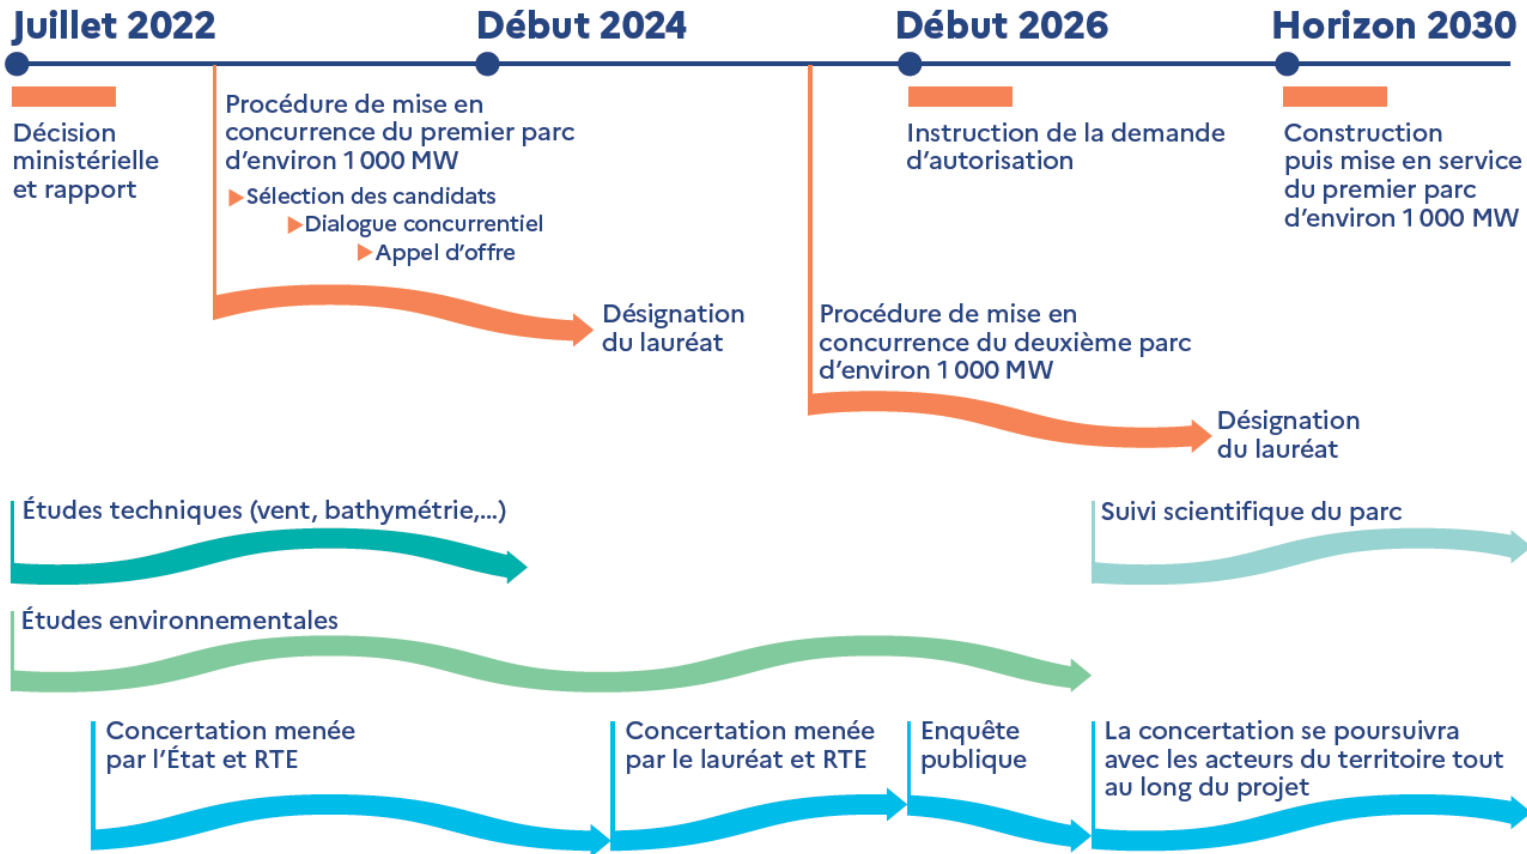 Juillet 2022
Début 2024
Début 2026
Horizon 2030
Décision
ministérielle
et rapport
Procédure de mise en
concurrence du premier parc
d’environ 1 000 MW
Sélection des candidats
Dialogue concurrentiel
Appel d’offre
Désignation
du lauréat
Instruction de la demande
d’autorisation
Construction
puis mise en service
du premier parc
d’environ 1 000 MW
Procédure de mise en
concurrence du deuxième parc
d’environ 1 000 MW
Désignation
du lauréat
Études techniques (vent, bathymétrie,...)
Suivi scientifique du parc
Études environnementales
Concertation menée
par l’État et RTE
Concertation menée
par le lauréat et RTE
Enquête
publique
La concertation se poursuivra
avec les acteurs du territoire tout
au long du projet